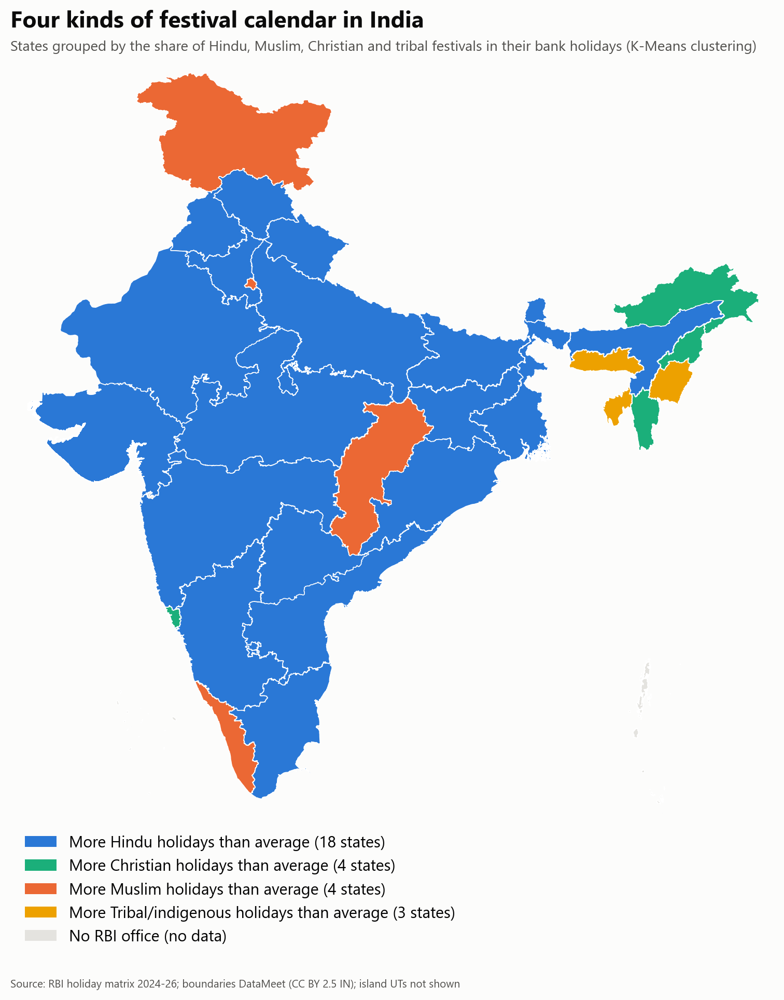 Four kinds of festival calendar in India
States grouped by the share of Hindu, Muslim, Christian and tribal festivals in their bank holidays (K-Means clustering)
More Hindu holidays than average (18 states)
More Christian holidays than average (4 states)
More Muslim holidays than average (4 states)
More Tribal/indigenous holidays than average (3 states)
No RBI office (no data)
Source: RBI holiday matrix 2024-26; boundaries DataMeet (CC BY 2.5 IN); island UTs not shown